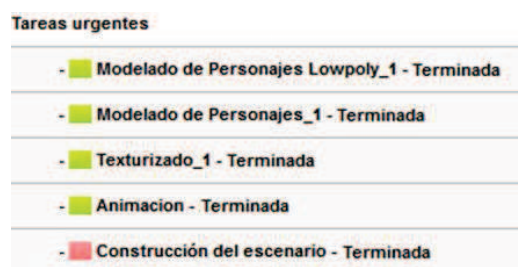 Tareas urgentes
- Modelado de Personajes Lowpoly_1 - Terminada
- Modelado de Personajes_1 - Terminada
- Texturizado_1 - Terminada
- Animacion - Terminada
- Construcción del escenario - Terminada